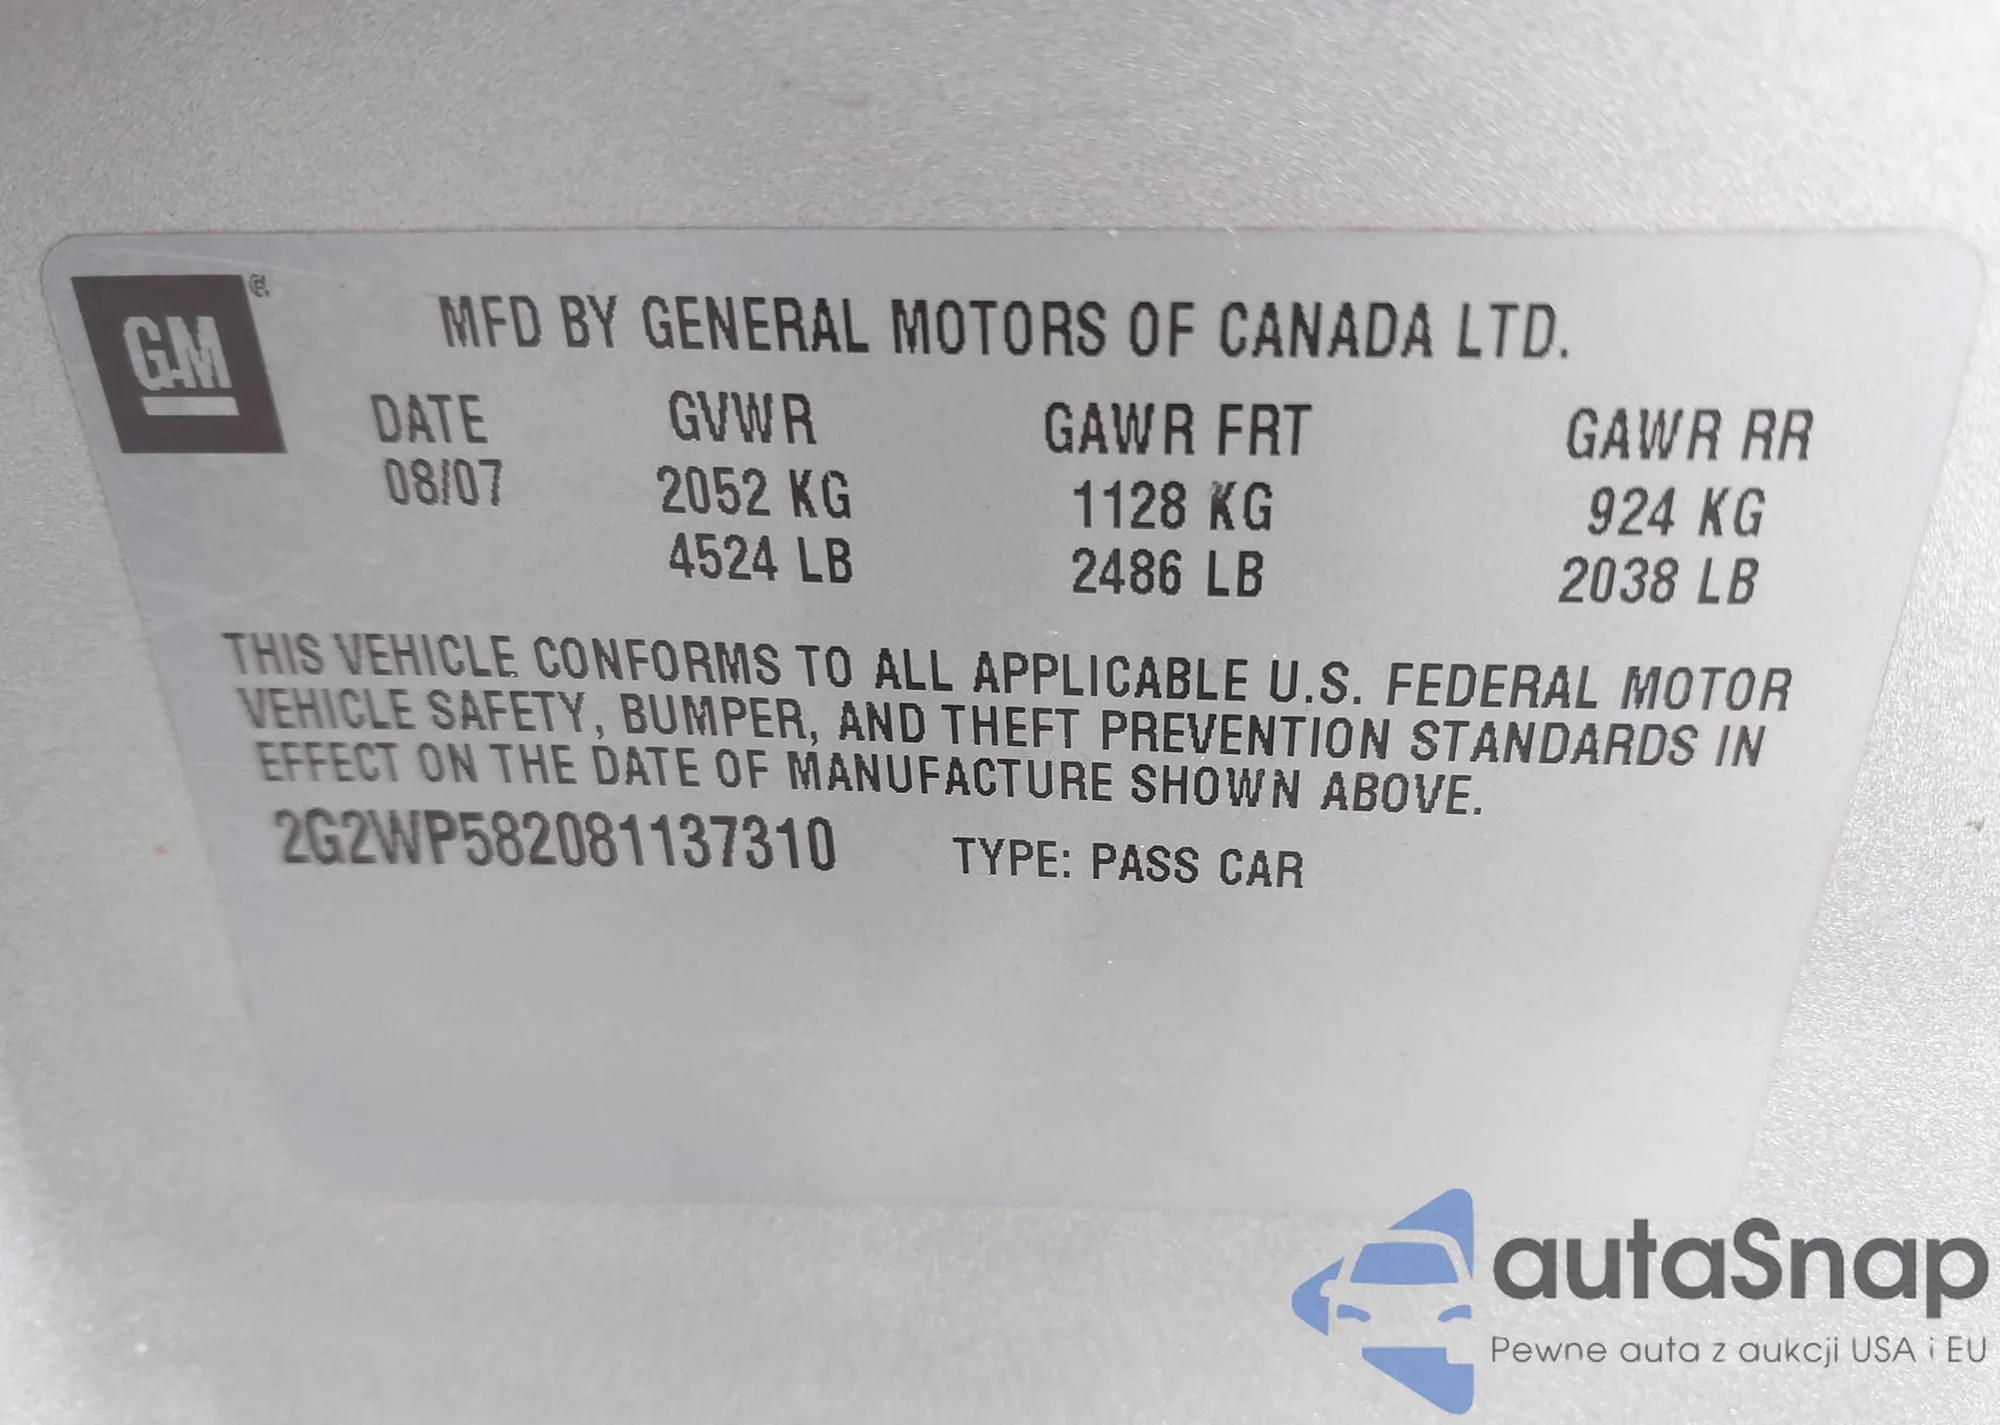 GM®
MFD BY GENERAL MOTORS OF CANADA LTD.
DATE GVWR GAWR FRT GAWR RR
08/07 2052 KG 1128 KG 924 KG
4524 LB 2486 LB 2038 LB
THIS VEHICLE CONFORMS TO ALL APPLICABLE U.S. FEDERAL MOTOR
VEHICLE SAFETY, BUMPER, AND THEFT PREVENTION STANDARDS IN
EFFECT ON THE DATE OF MANUFACTURE SHOWN ABOVE.
2G2WP582081137310 TYPE: PASS CAR
autaSnap
Pewne auta z aukcji USA i EU